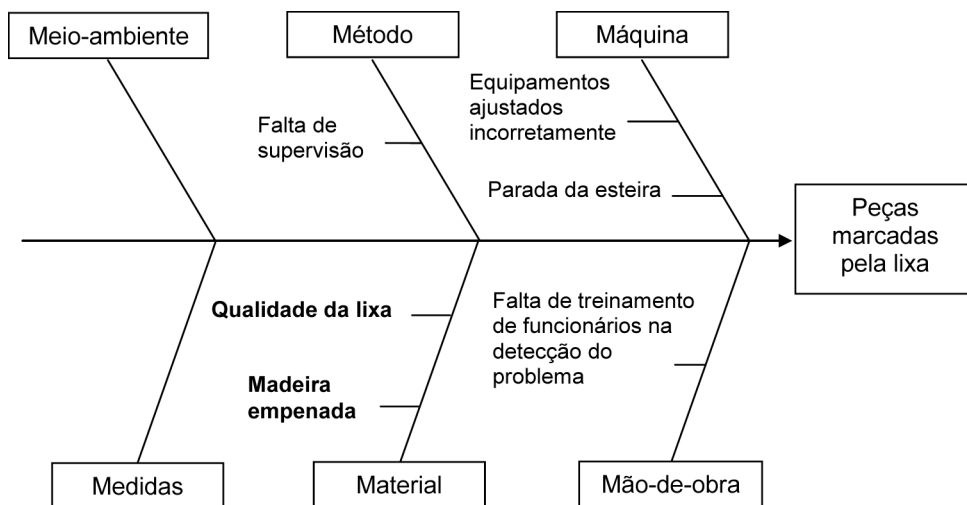 Meio-ambiente
Método
Máquina
Equipamentos
ajustados
incorretamente
Falta de
supervisão
Parada da esteira
Peças
marcadas
pela lixa
Qualidade da lixa
Madeira
empenada
Falta de treinamento
de funcionários na
detecção do
problema
Medidas
Material
Mão-de-obra